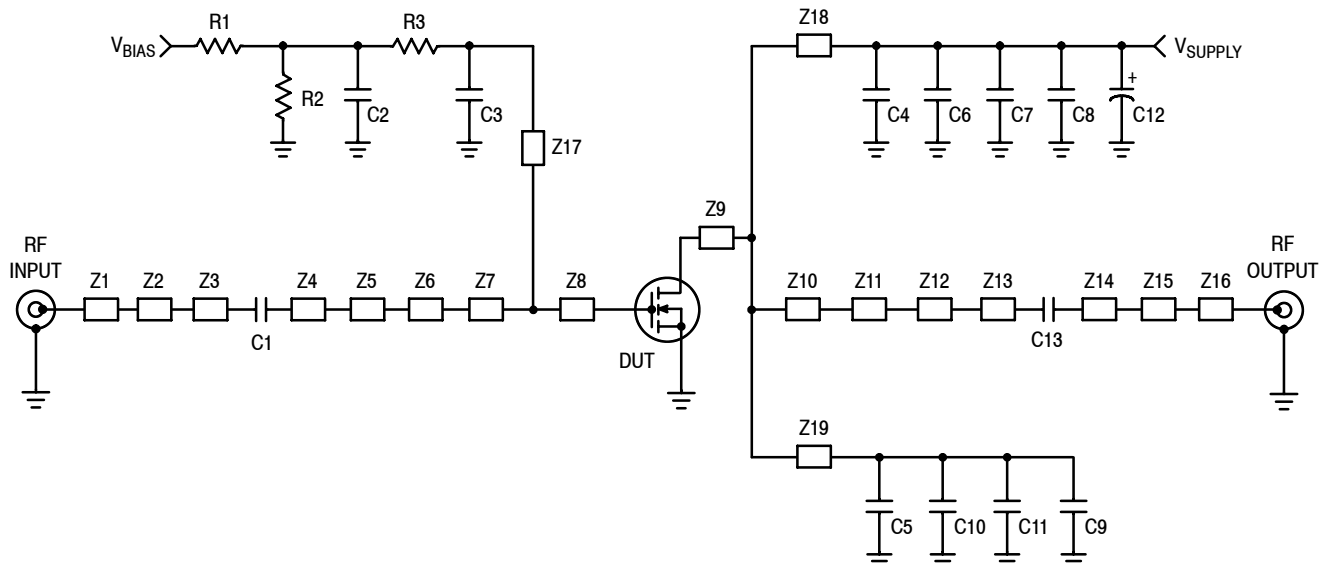 R1
R3
Z18
V_BIAS
V_SUPPLY
R2
C2
C3
C4
C6
C7
C8
+
C12
Z17
Z9
RF
INPUT
RF
OUTPUT
Z1
Z2
Z3
Z4
Z5
Z6
Z7
Z8
Z10
Z11
Z12
Z13
Z14
Z15
Z16
C1
C13
DUT
Z19
C5
C10
C11
C9